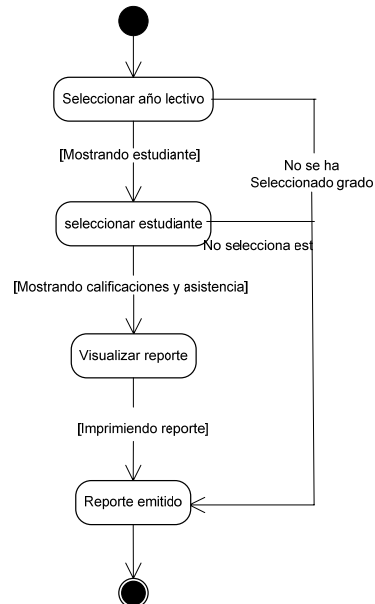 Seleccionar año lectivo
[Mostrando estudiante]
No se ha
Seleccionado grado
seleccionar estudiante
No selecciona est
[Mostrando calificaciones y asistencia]
Visualizar reporte
[Imprimiendo reporte]
Reporte emitido